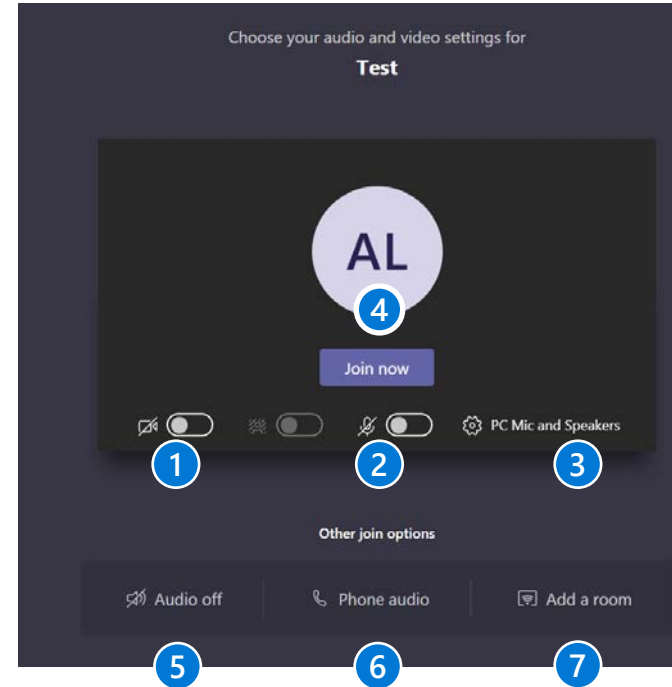 Choose your audio and video settings for
Test
AL
4
Join now
PC Mic and Speakers
1
2
3
Other join options
Audio off
Phone audio
Add a room
5
6
7